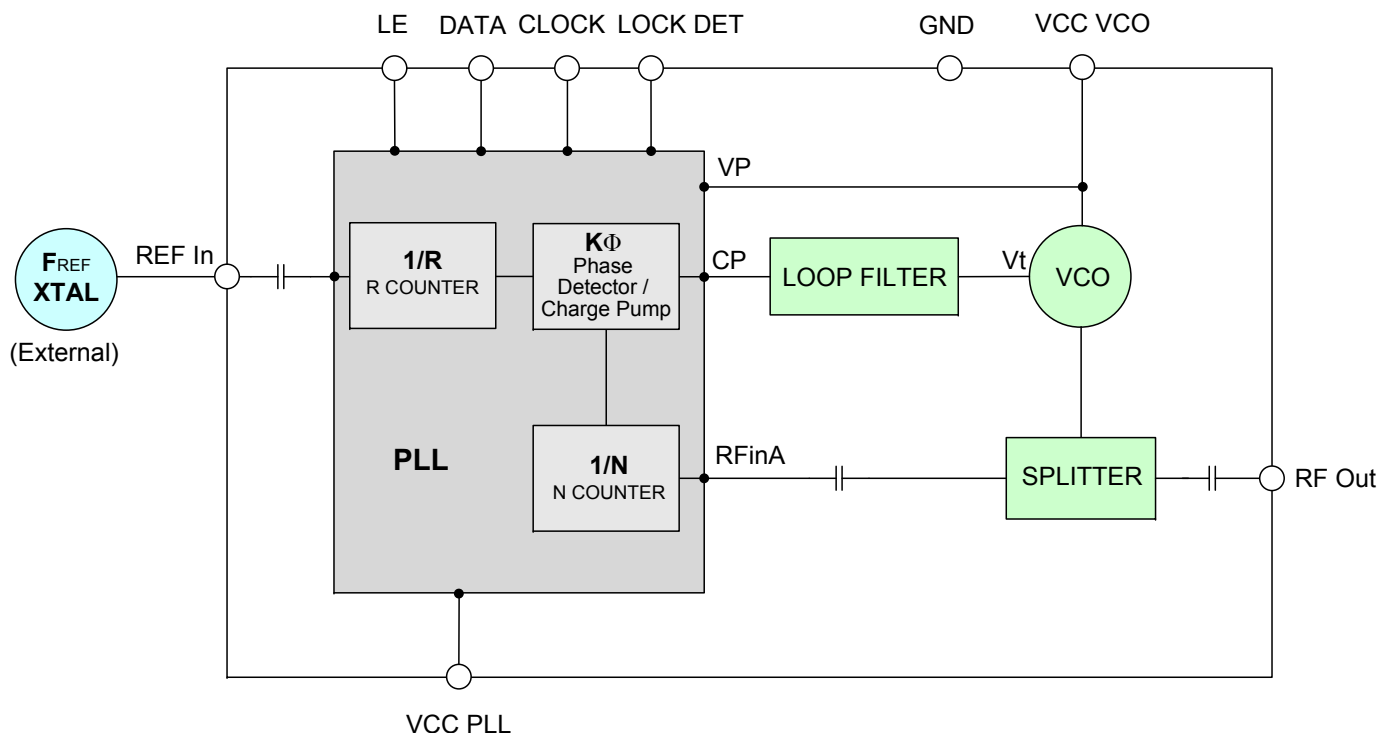 LE DATA CLOCK LOCK DET GND VCC VCO
VP
FREF
XTAL
(External)
REF In
1/R
R COUNTER
KΦ
Phase
Detector /
Charge Pump
CP
LOOP FILTER
Vt
VCO
PLL
1/N
N COUNTER
RFinA
SPLITTER
RF Out
VCC PLL